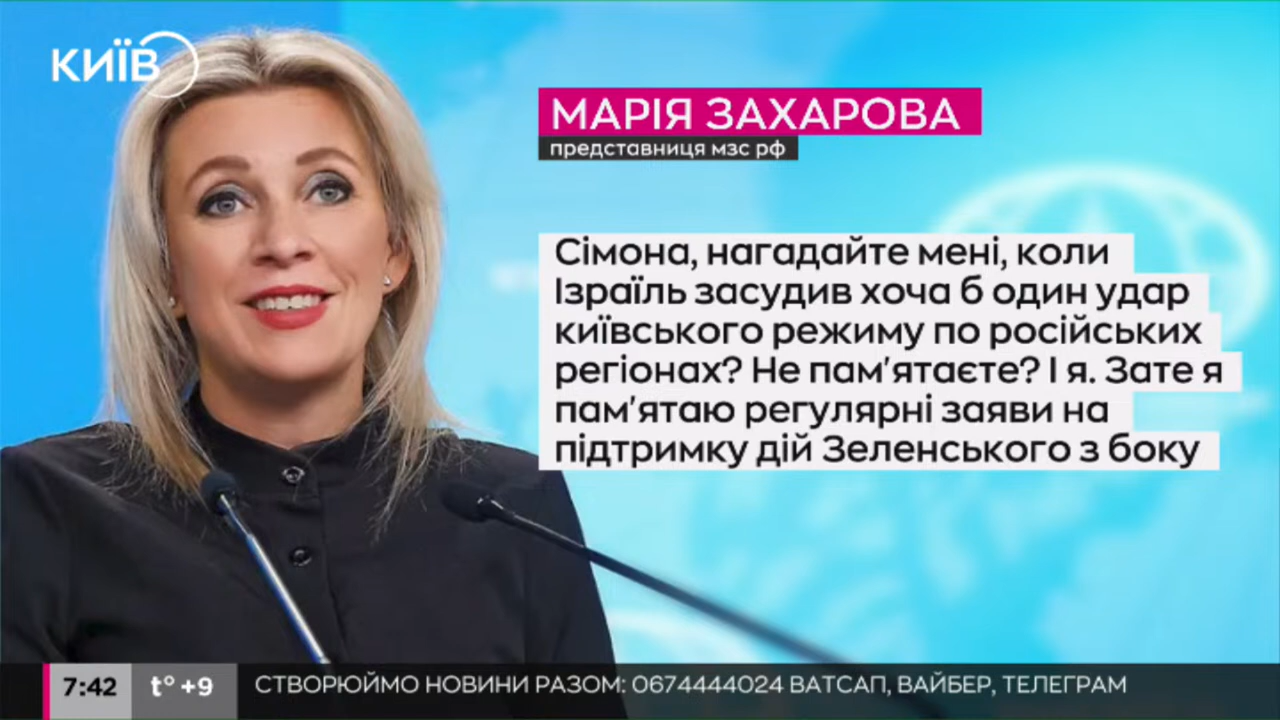 КИЇВ
МАРІЯ ЗАХАРОВА
представниця мзс рф
Сімона, нагадайте мені, коли
Ізраїль засудив хоча б один удар
київського режиму по російських
регіонах? Не пам'ятаєте? І я. Зате я
пам'ятаю регулярні заяви на
підтримку дій Зеленського з боку
7:42 t° +9 СТВОРЮЙМО НОВИНИ РАЗОМ: 0674444024 ВАТСАП, ВАЙБЕР, ТЕЛЕГРАМ